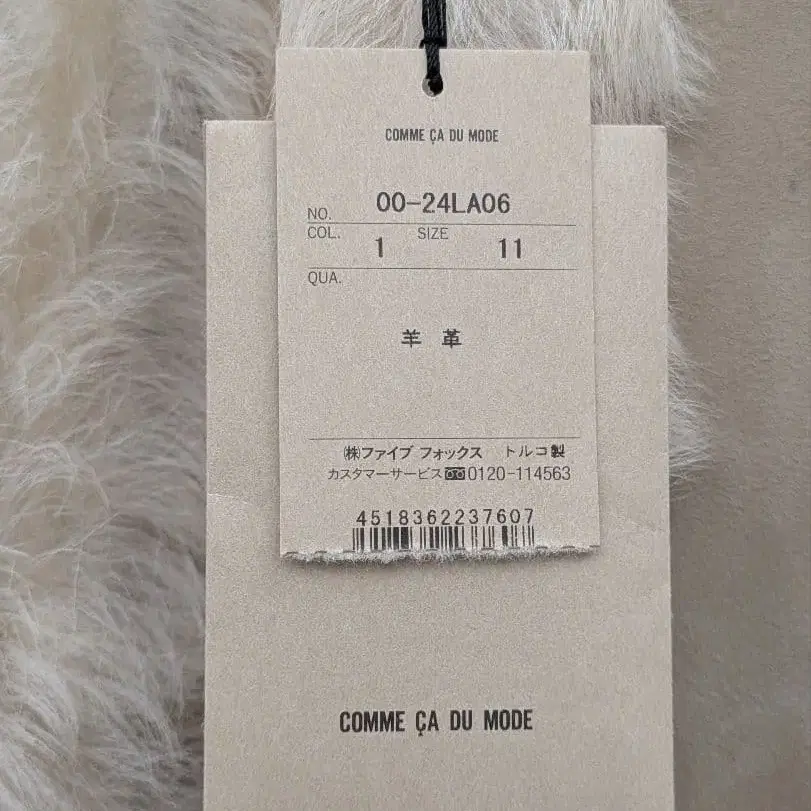 COMME ÇA DU MODE
NO. 00-24LA06
COL. 1 SIZE 11
QUA.
羊 革
㈱ファイブ フォックス トルコ製
カスタマーサービス 0120-114563
4518362237607
COMME ÇA DU MODE